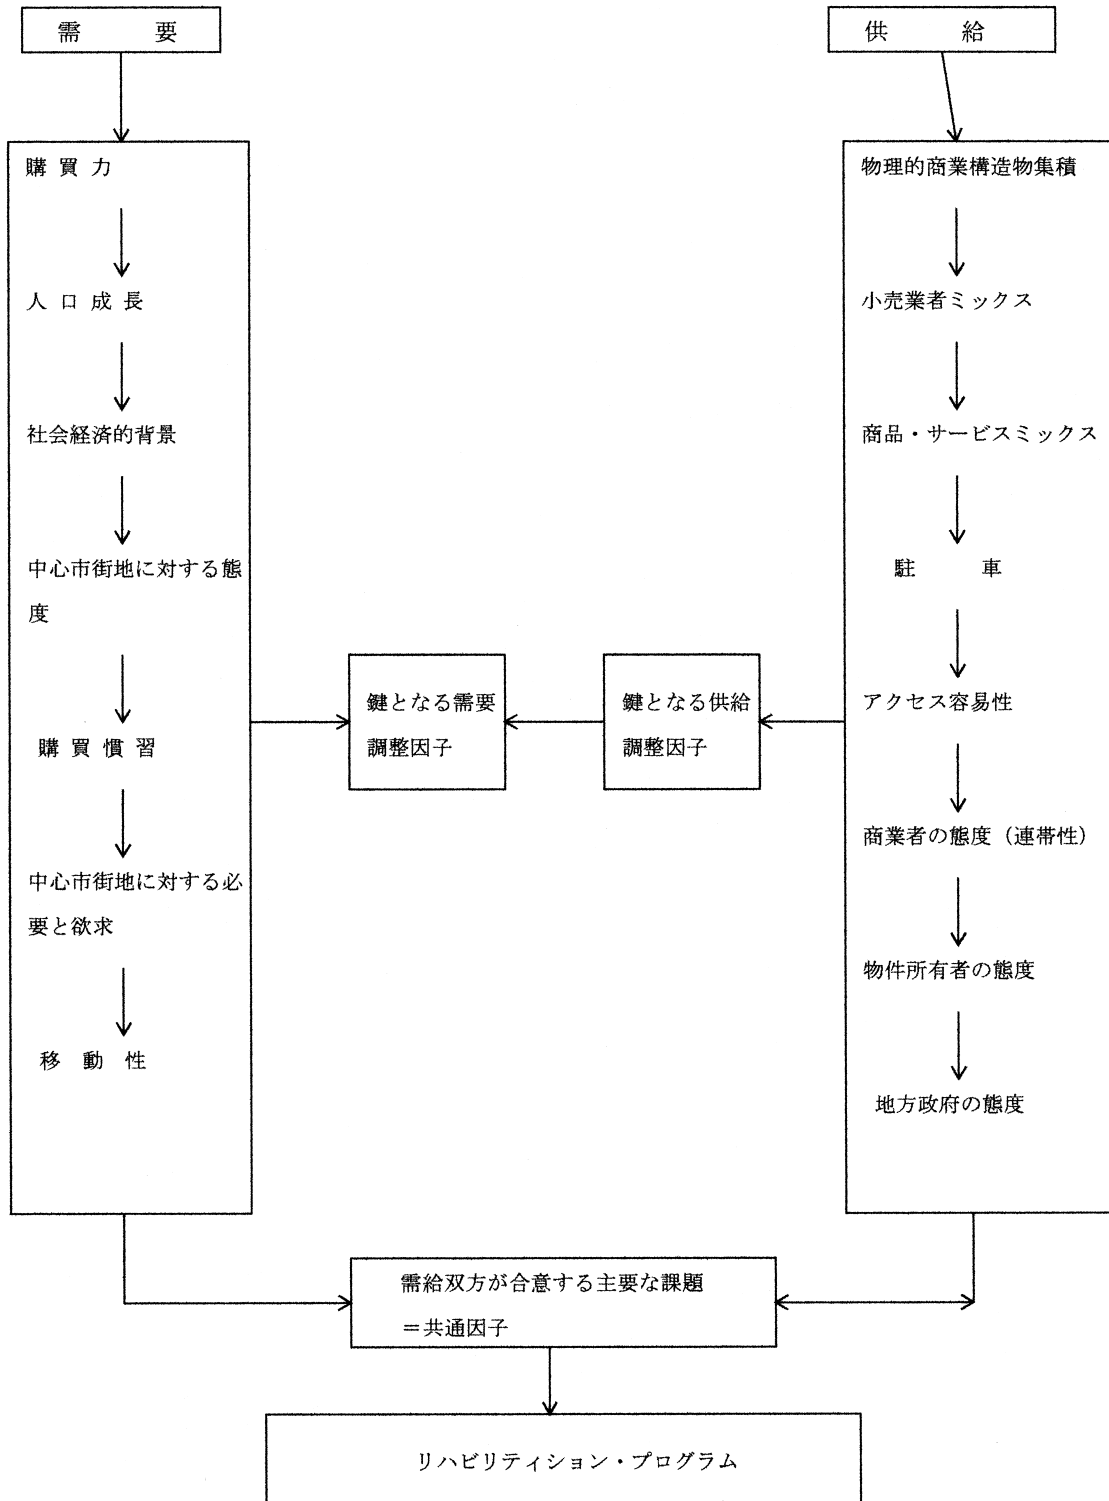 需要
供給
購買力
人口成長
社会経済的背景
中心市街地に対する態
度
購買慣習
中心市街地に対する必
要と欲求
移動性
鍵となる需要
調整因子
鍵となる供給
調整因子
物理的商業構造物集積
小売業者ミックス
商品・サービスミックス
駐車
アクセス容易性
商業者の態度(連帯性)
物件所有者の態度
地方政府の態度
需給双方が合意する主要な課題
＝共通因子
リハビリティション・プログラム